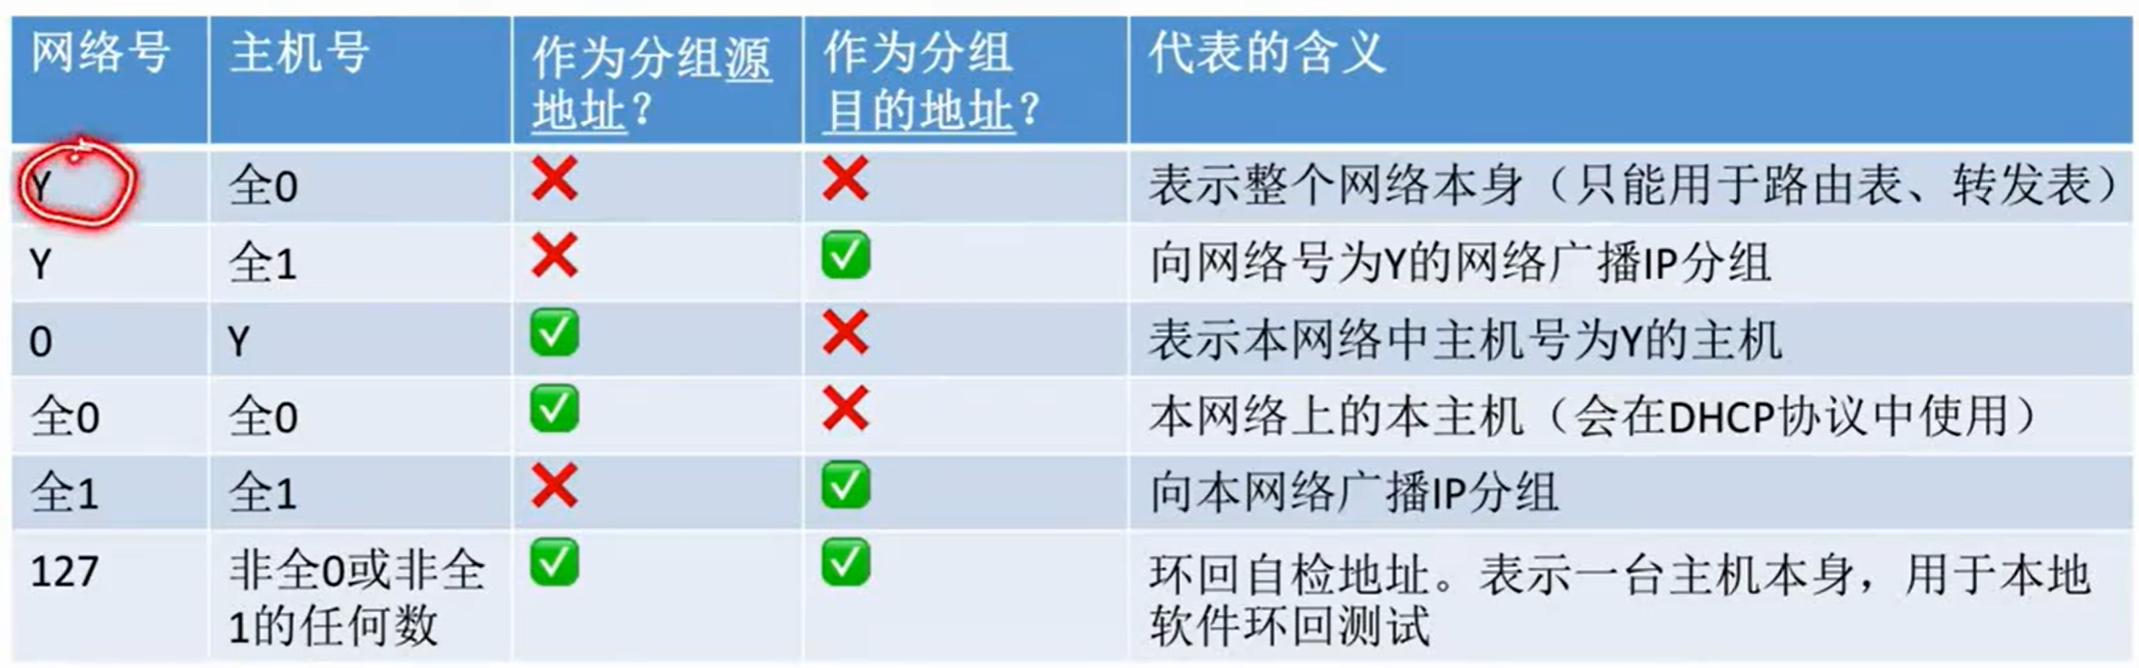 网络号 主机号 作为分组源地址？ 作为分组目的地址？ 代表的含义
Y 全0 ❌ ❌ 表示整个网络本身（只能用于路由表、转发表）
Y 全1 ❌ ✅ 向网络号为Y的网络广播IP分组
0 Y ✅ ❌ 表示本网络中主机号为Y的主机
全0 全0 ✅ ❌ 本网络上的本主机（会在DHCP协议中使用）
全1 全1 ❌ ✅ 向本网络广播IP分组
127 非全0或非全1的任何数 ✅ ✅ 环回自检地址。表示一台主机本身，用于本地软件环回测试